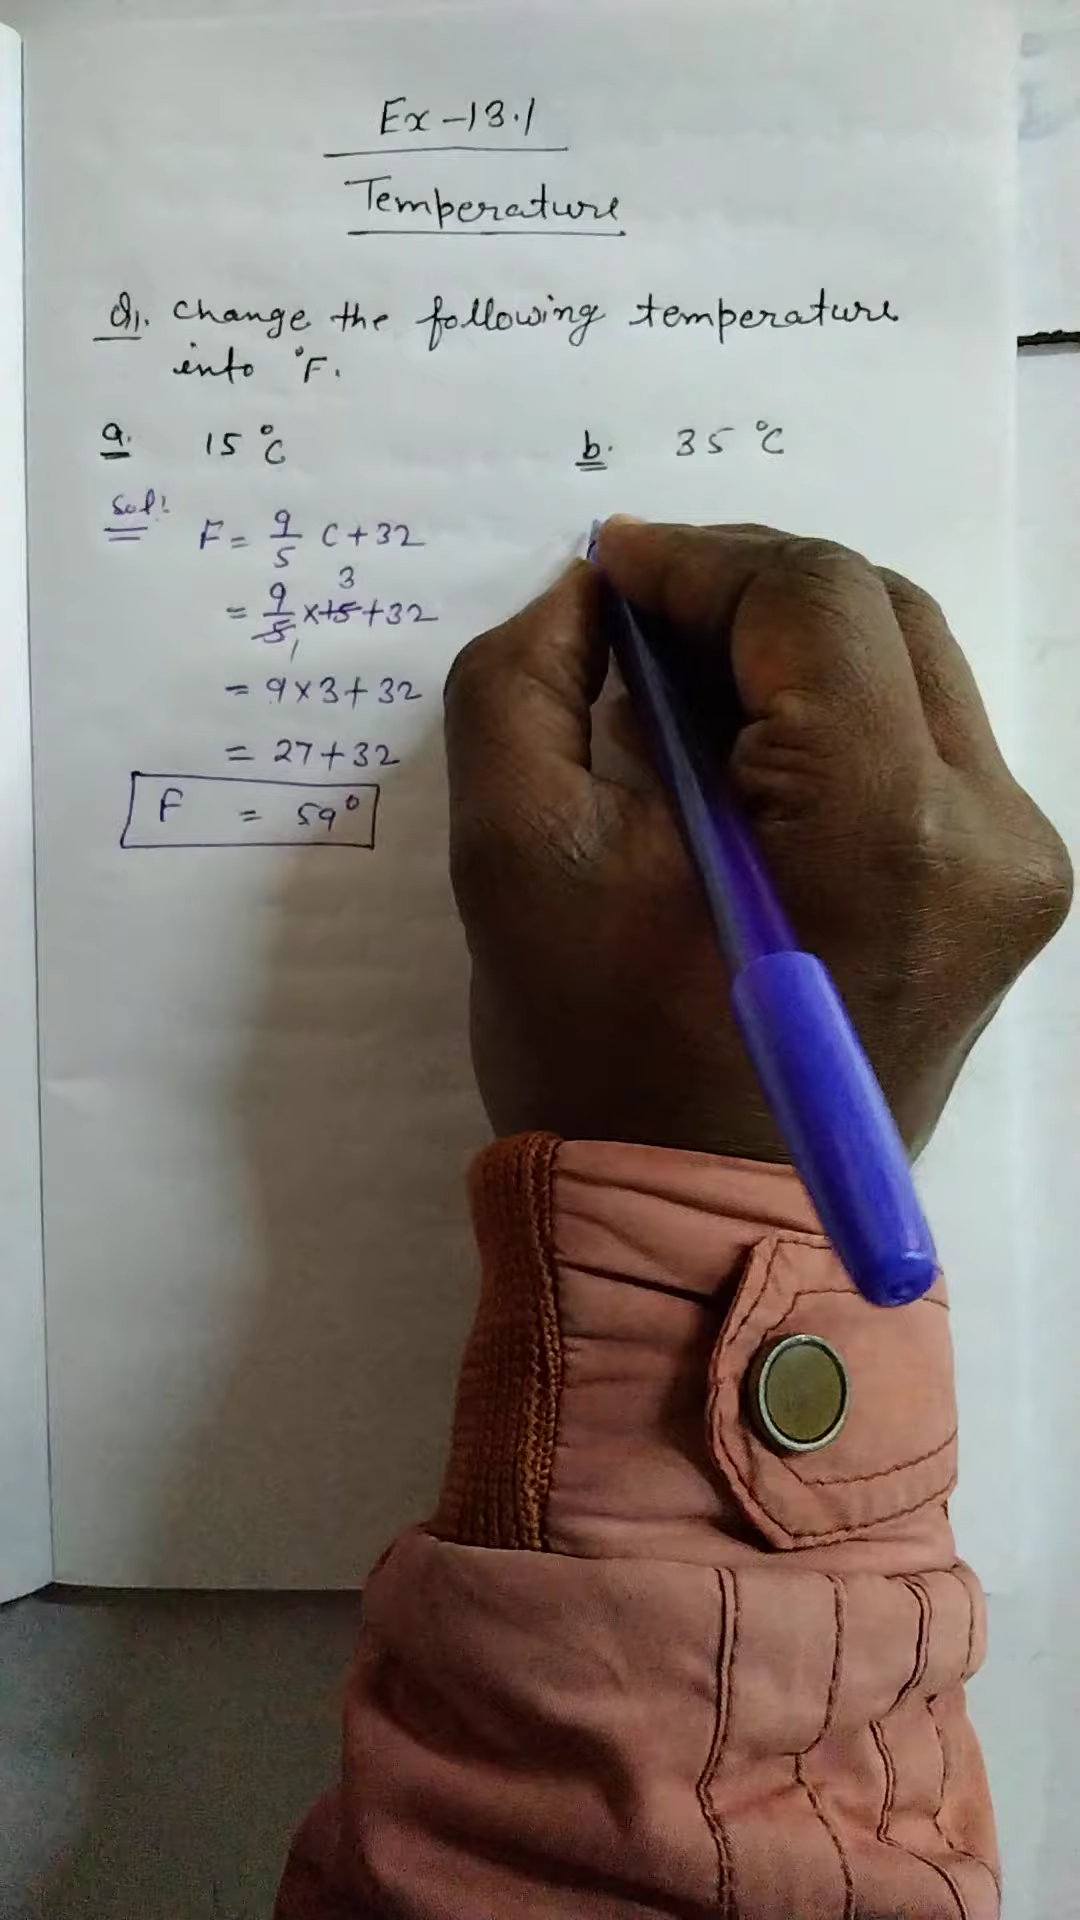 Ex-13.1
Temperature
Q1. Change the following temperature
into °F.
a. 15 °C
b. 35 °C
Sol:
F = 9/5 C + 32
3
= 9/5 × 15 + 32
1
= 9 × 3 + 32
= 27 + 32
F = 59°